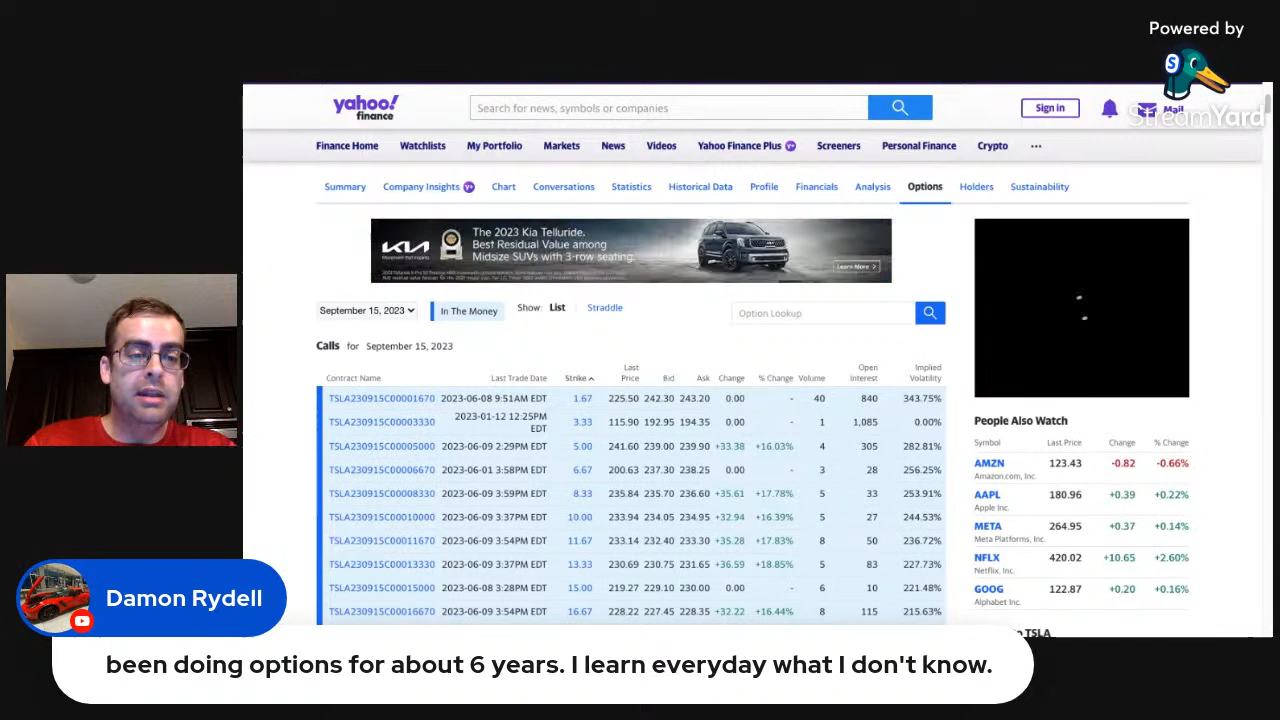 Powered by
S
StreamYard
yahoo!
finance
Search for news, symbols or companies
Sign in
Mail
Finance Home Watchlists My Portfolio Markets News Videos Yahoo Finance Plus Y+ Screeners Personal Finance Crypto ...
Summary Company Insights Y+ Chart Conversations Statistics Historical Data Profile Financials Analysis Options Holders Sustainability
KIA
Movement that inspires
The 2023 Kia Telluride.
Best Residual Value among
Midsize SUVs with 3-row seating.
Learn More >
September 15, 2023 In The Money Show: List Straddle Option Lookup
Calls for September 15, 2023
Contract Name Last Trade Date Strike Last Price Bid Ask Change % Change Volume Open Interest Implied Volatility
TSLA230915C00001670 2023-06-08 9:51AM EDT 1.67 225.50 242.30 243.20 0.00 - 40 840 343.75%
TSLA230915C00003330 2023-01-12 12:25PM EDT 3.33 115.90 192.95 194.35 0.00 - 1 1,085 0.00%
TSLA230915C00005000 2023-06-09 2:29PM EDT 5.00 241.60 239.00 239.90 +33.38 +16.03% 4 305 282.81%
TSLA230915C00006670 2023-06-01 3:58PM EDT 6.67 200.63 237.30 238.25 0.00 - 3 28 256.25%
TSLA230915C00008330 2023-06-09 3:59PM EDT 8.33 235.84 235.70 236.60 +35.61 +17.78% 5 33 253.91%
TSLA230915C00010000 2023-06-09 3:37PM EDT 10.00 233.94 234.05 234.95 +32.94 +16.39% 5 27 244.53%
TSLA230915C00011670 2023-06-09 3:54PM EDT 11.67 233.14 232.40 233.30 +35.28 +17.83% 8 50 236.72%
TSLA230915C00013330 2023-06-09 3:37PM EDT 13.33 230.69 230.75 231.65 +36.59 +18.85% 5 83 227.73%
TSLA230915C00015000 2023-06-08 3:28PM EDT 15.00 219.27 229.10 230.00 0.00 - 6 10 221.48%
TSLA230915C00016670 2023-06-09 3:54PM EDT 16.67 228.22 227.45 228.35 +32.22 +16.44% 8 115 215.63%
People Also Watch
Symbol Last Price Change % Change
AMZN 123.43 -0.82 -0.66%
Amazon.com, Inc.
AAPL 180.96 +0.39 +0.22%
Apple Inc.
META 264.95 +0.37 +0.14%
Meta Platforms, Inc.
NFLX 420.02 +10.65 +2.60%
Netflix, Inc.
GOOG 122.87 +0.20 +0.16%
Alphabet Inc.
TSLA
Damon Rydell
been doing options for about 6 years. I learn everyday what I don't know.